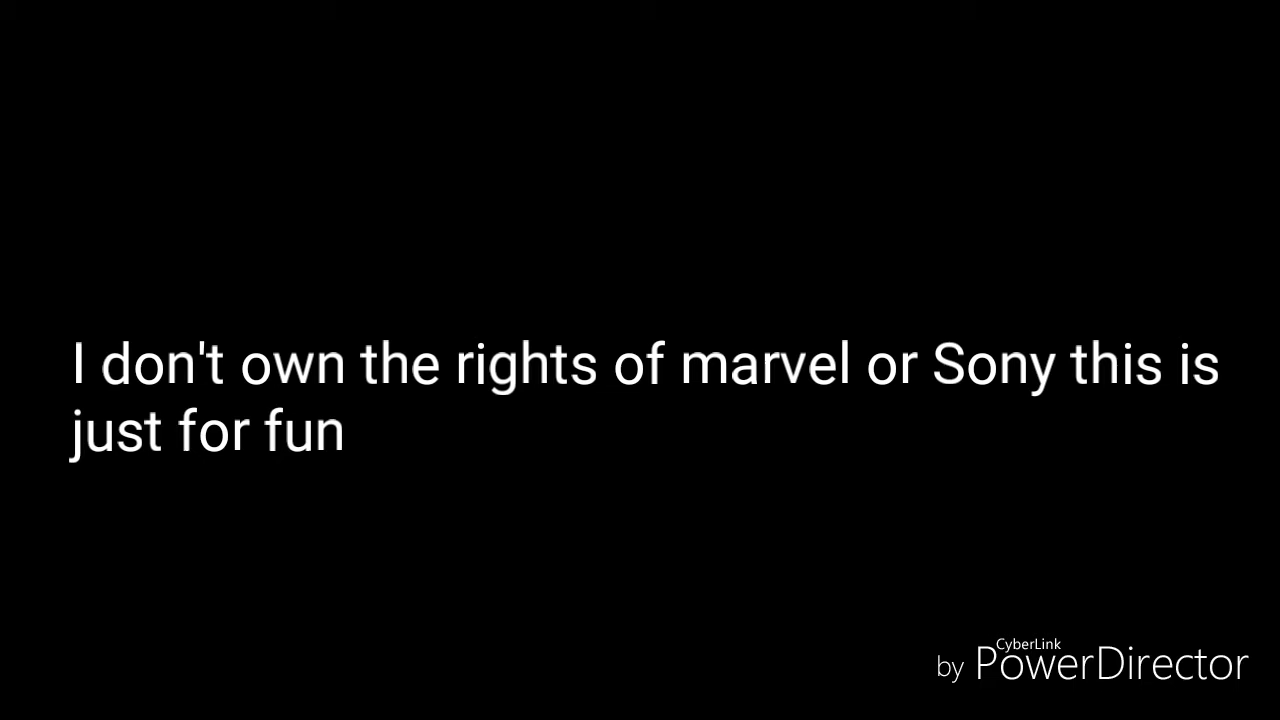 I don't own the rights of marvel or Sony this is
just for fun
CyberLink
by PowerDirector